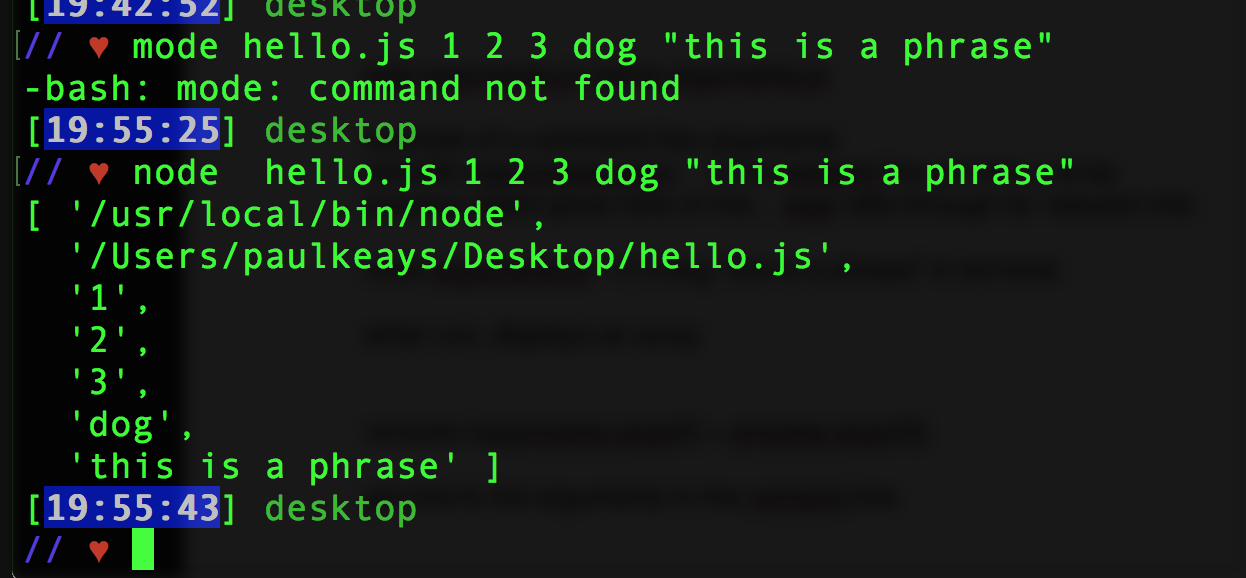 [19:42:52] desktop
[// ♥ mode hello.js 1 2 3 dog "this is a phrase"
-bash: mode: command not found
[19:55:25] desktop
[// ♥ node  hello.js 1 2 3 dog "this is a phrase"
[ '/usr/local/bin/node',
  '/Users/paulkeays/Desktop/hello.js',
  '1',
  '2',
  '3',
  'dog',
  'this is a phrase' ]
[19:55:43] desktop
// ♥